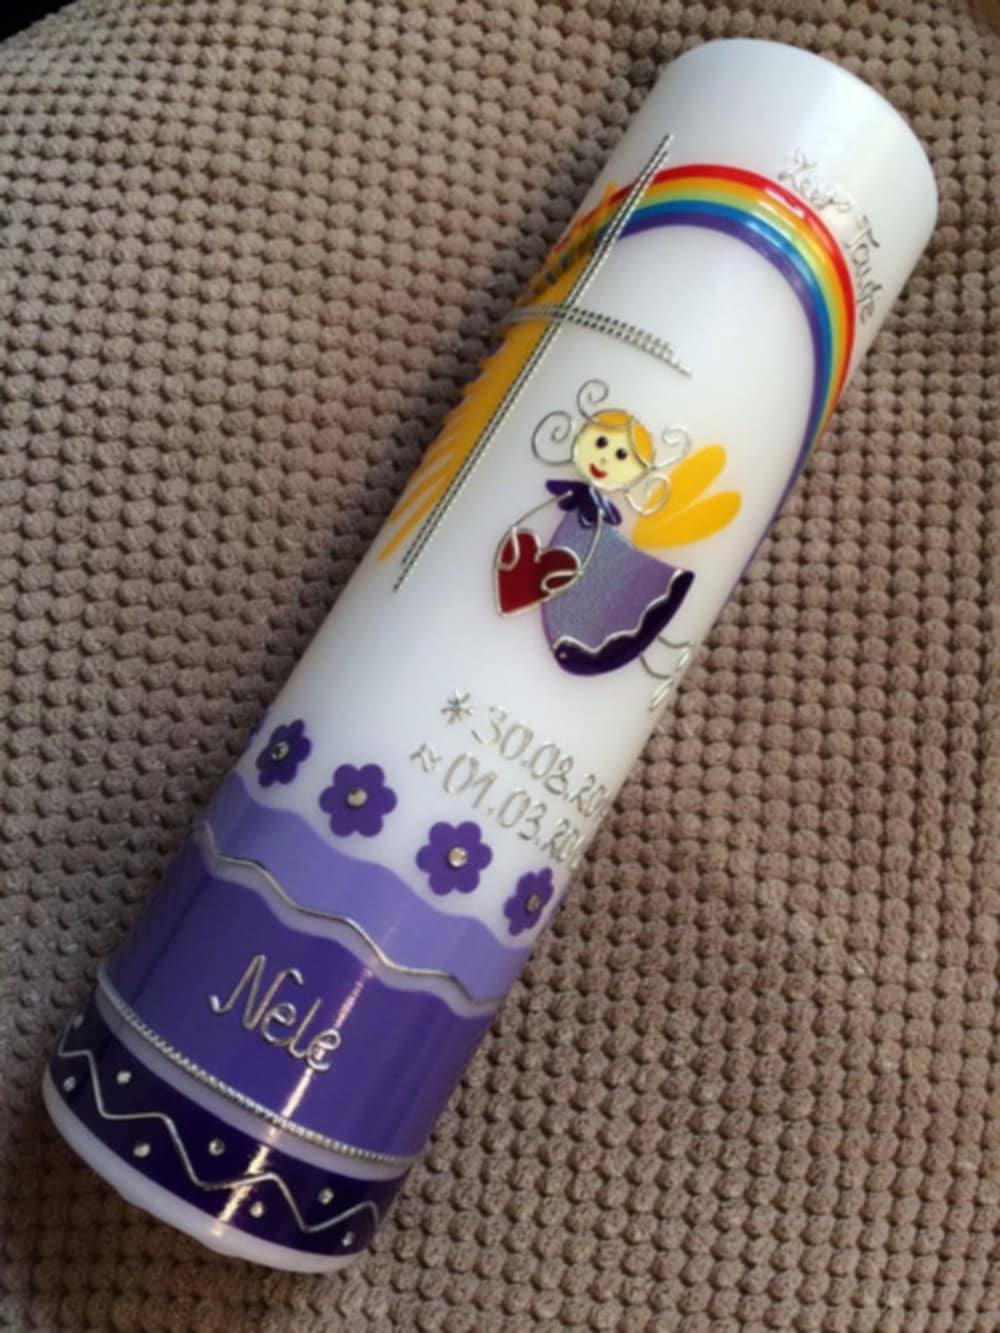 Zur Taufe
* 30.08.20
≈ 01.03.20
Nele